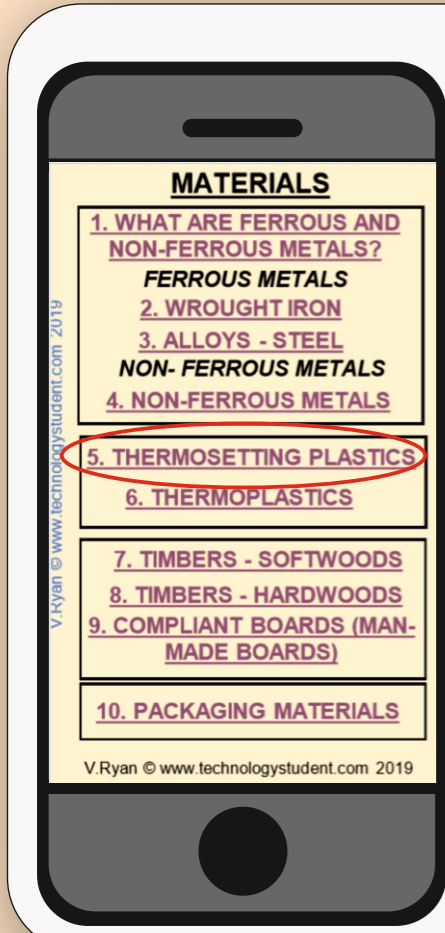 MATERIALS
1. WHAT ARE FERROUS AND
NON-FERROUS METALS?
FERROUS METALS
2. WROUGHT IRON
3. ALLOYS - STEEL
NON- FERROUS METALS
4. NON-FERROUS METALS
5. THERMOSETTING PLASTICS
6. THERMOPLASTICS
7. TIMBERS - SOFTWOODS
8. TIMBERS - HARDWOODS
9. COMPLIANT BOARDS (MAN-
MADE BOARDS)
10. PACKAGING MATERIALS
V.Ryan © www.technologystudent.com 2019
V.Ryan © www.technologystudent.com 2019